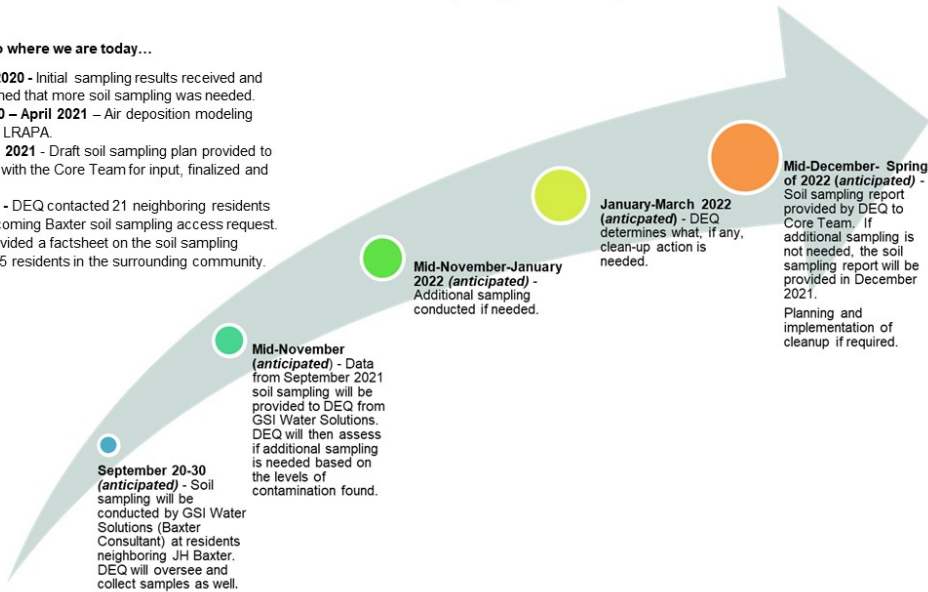 where we are today…
2020 - Initial sampling results received and
that more soil sampling was needed.
– April 2021 – Air deposition modeling
LRAPA.
2021 - Draft soil sampling plan provided to
with the Core Team for input, finalized and
- DEQ contacted 21 neighboring residents
Baxter soil sampling access request.
a factsheet on the soil sampling
residents in the surrounding community.
September 20-30
(anticipated) - Soil
sampling will be
conducted by GSI Water
Solutions (Baxter
Consultant) at residents
neighboring JH Baxter.
DEQ will oversee and
collect samples as well.
Mid-November
(anticipated) - Data
from September 2021
soil sampling will be
provided to DEQ from
GSI Water Solutions.
DEQ will then assess
if additional sampling
is needed based on
the levels of
contamination found.
Mid-November-January
2022 (anticipated) -
Additional sampling
conducted if needed.
January-March 2022
(anticpated) - DEQ
determines what, if any,
clean-up action is
needed.
Mid-December- Spring
of 2022 (anticipated) -
Soil sampling report
provided by DEQ to
Core Team. If
additional sampling is
not needed, the soil
sampling report will be
provided in December
2021.
Planning and
implementation of
cleanup if required.